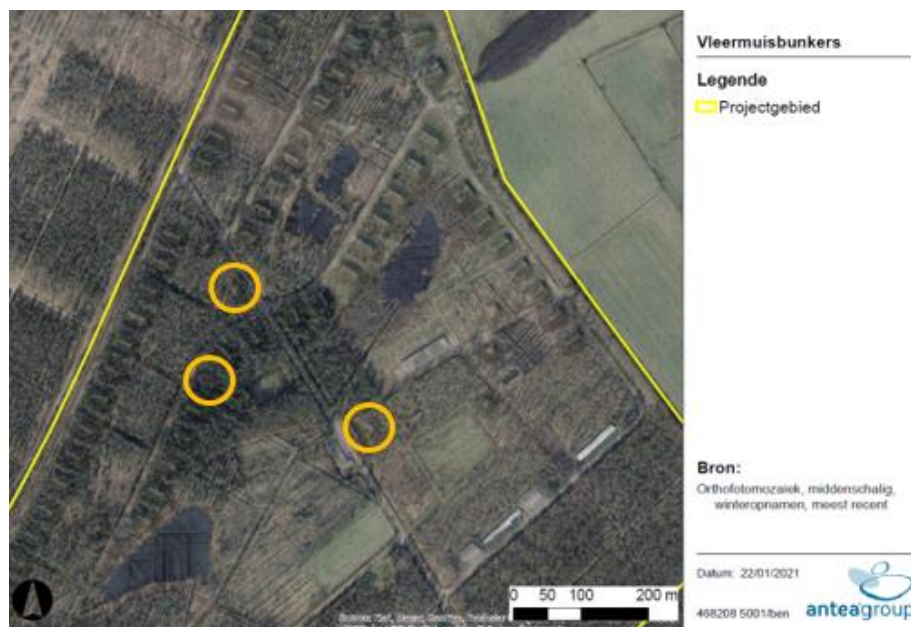 Vleermuisbunkers
Legende
Projectgebied
Bron:
Orthofotomozaïek, middenschalig,
winteropnamen, meest recent
Datum: 22/01/2021
468208 5001/ben
anteagroup
0 50 100 200 m